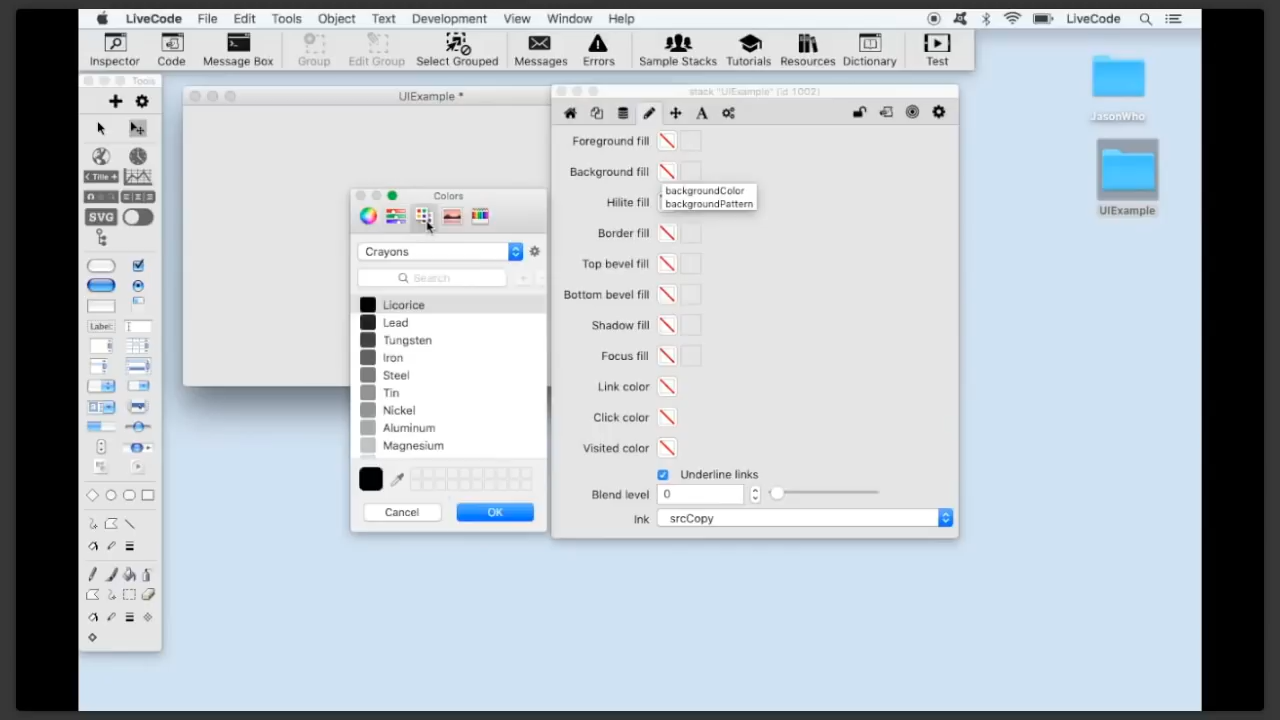 LiveCode File Edit Tools Object Text Development View Window Help LiveCode
Inspector Code Message Box Group Edit Group Select Grouped Messages Errors Sample Stacks Tutorials Resources Dictionary Test
Tools
UIExample *
stack "UIExample" (id 1002)
JasonWho
UIExample
Title
SVG
Label:
Colors
Crayons
Search
Licorice
Lead
Tungsten
Iron
Steel
Tin
Nickel
Aluminum
Magnesium
Cancel OK
Foreground fill
Background fill
backgroundColor
backgroundPattern
Hilite fill
Border fill
Top bevel fill
Bottom bevel fill
Shadow fill
Focus fill
Link color
Click color
Visited color
Underline links
Blend level 0
Ink srcCopy